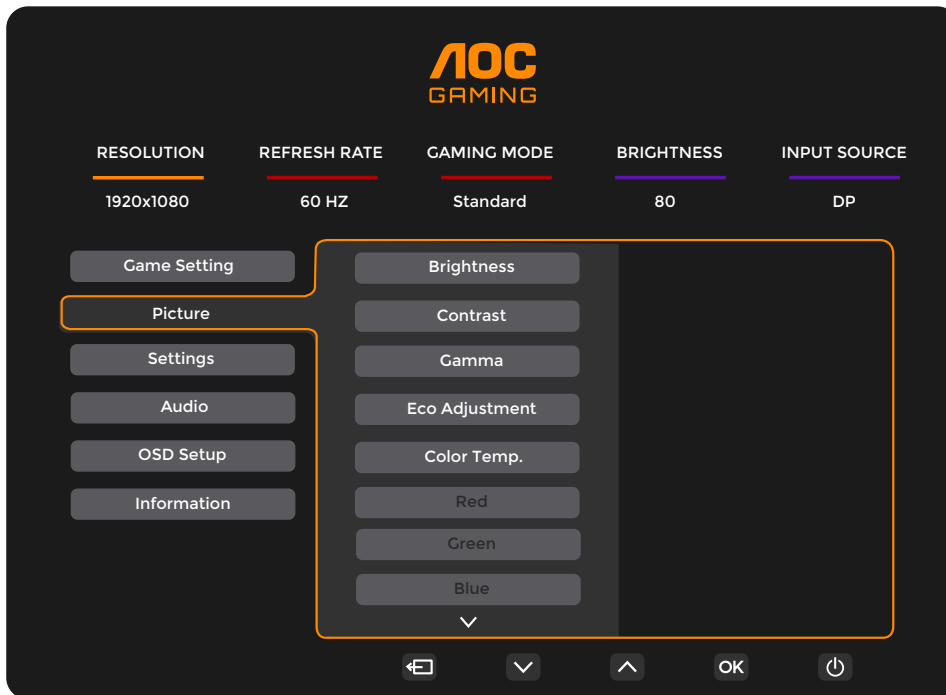 AOC
GAMING
RESOLUTION REFRESH RATE GAMING MODE BRIGHTNESS INPUT SOURCE
1920x1080 60 HZ Standard 80 DP
Game Setting
Picture
Settings
Audio
OSD Setup
Information
Brightness
Contrast
Gamma
Eco Adjustment
Color Temp.
Red
Green
Blue
OK